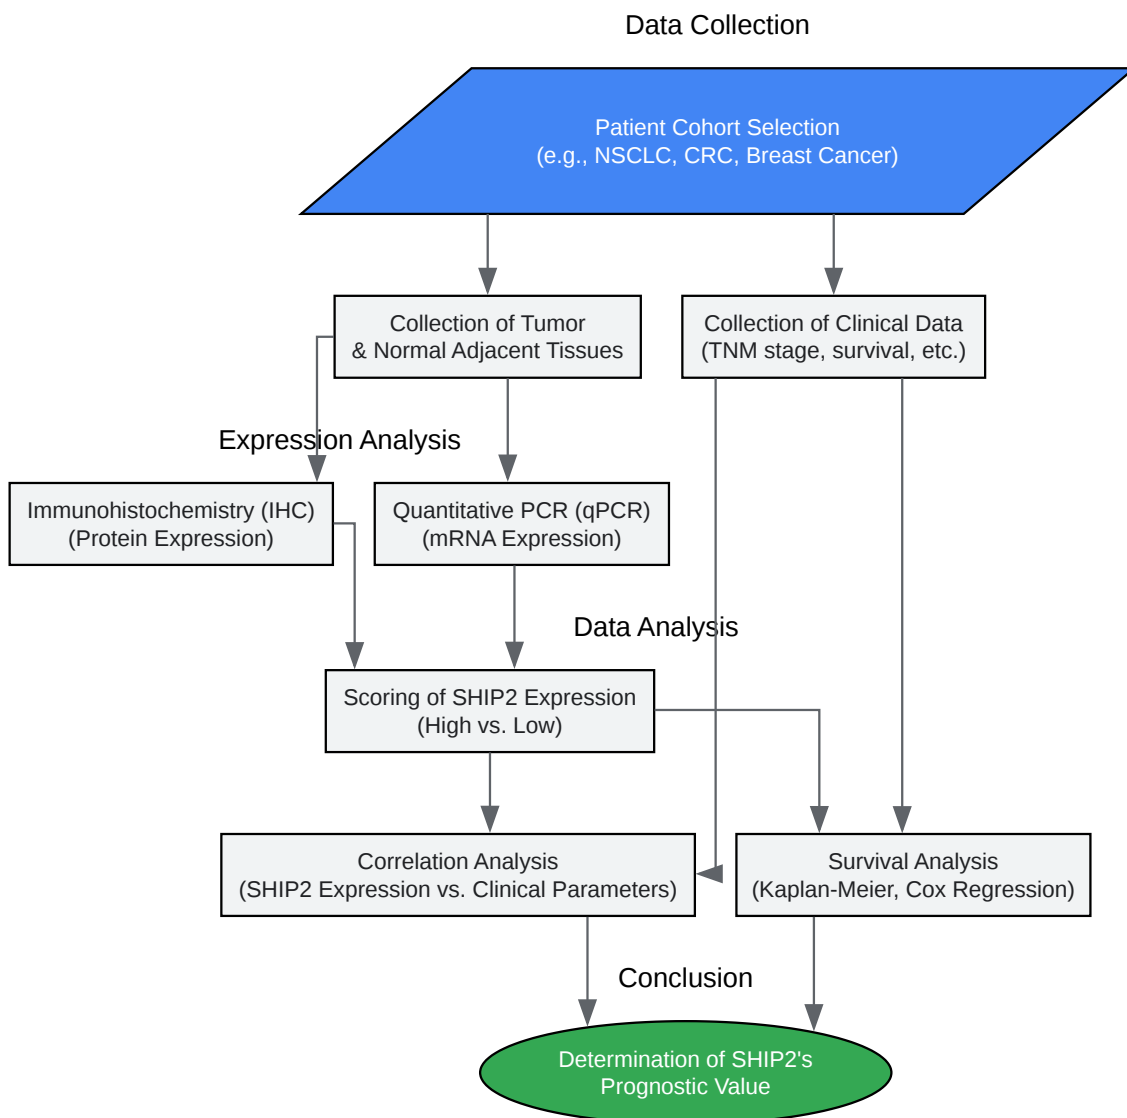 Data Collection
Patient Cohort Selection
(e.g., NSCLC, CRC, Breast Cancer)
Collection of Tumor
& Normal Adjacent Tissues
Collection of Clinical Data
(TNM stage, survival, etc.)
Expression Analysis
Immunohistochemistry (IHC)
(Protein Expression)
Quantitative PCR (qPCR)
(mRNA Expression)
Data Analysis
Scoring of SHIP2 Expression
(High vs. Low)
Correlation Analysis
(SHIP2 Expression vs. Clinical Parameters)
Survival Analysis
(Kaplan-Meier, Cox Regression)
Conclusion
Determination of SHIP2's
Prognostic Value